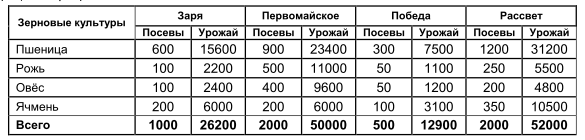 Зерновые культуры Заря Первомайское Победа Рассвет
Посевы Урожай Посевы Урожай Посевы Урожай Посевы Урожай
Пшеница 600 15600 900 23400 300 7500 1200 31200
Рожь 100 2200 500 11000 50 1100 250 5500
Овёс 100 2400 400 9600 50 1200 200 4800
Ячмень 200 6000 200 6000 100 3100 350 10500
Всего 1000 26200 2000 50000 500 12900 2000 52000